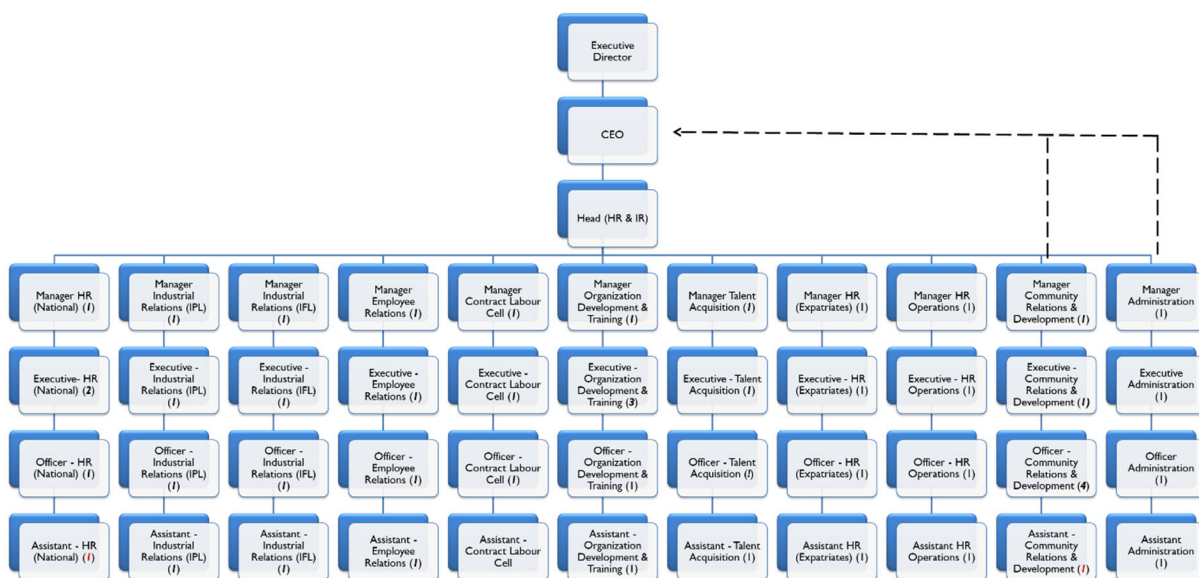 Executive
Director
CEO
Head (HR & IR)
Manager HR
(National) (1)
Manager
Industrial
Relations (IPL)
(1)
Manager
Industrial
Relations (IFL)
(1)
Manager
Employee
Relations (1)
Manager
Contract Labour
Cell (1)
Manager
Organization
Development &
Training (1)
Manager Talent
Acquisition (1)
Manager HR
(Expatriates) (1)
Manager HR
Operations (1)
Manager
Community
Relations &
Development (1)
Manager
Administration
(1)
Executive- HR
(National) (2)
Executive -
Industrial
Relations (IPL)
(1)
Executive -
Industrial
Relations (IFL)
(1)
Executive -
Employee
Relations (1)
Executive -
Contract Labour
Cell (1)
Executive -
Organization
Development &
Training (3)
Executive - Talent
Acquisition (1)
Executive - HR
(Expatriates) (1)
Executive - HR
Operations (1)
Executive -
Community
Relations &
Development (1)
Executive
Administration
(1)
Officer - HR
(National) (1)
Officer -
Industrial
Relations (IPL)
(1)
Officer -
Industrial
Relations (IFL)
(1)
Officer -
Employee
Relations (1)
Officer -
Contract Labour
Cell (1)
Officer -
Organization
Development &
Training (1)
Officer - Talent
Acquisition (!)
Officer - HR
(Expatriates) (1)
Officer - HR
Operations (1)
Officer -
Community
Relations &
Development (4)
Officer
Administration
(1)
Assistant - HR
(National) (1)
Assistant -
Industrial
Relations (IPL)
(1)
Assistant -
Industrial
Relations (IFL)
(1)
Assistant -
Employee
Relations (1)
Assistant -
Contract Labour
Cell
Assistant -
Organization
Development &
Training (1)
Assistant - Talent
Acquisition (1)
Assistant HR
(Expatriates) (1)
Assistant HR
Operations (1)
Assistant -
Community
Relations &
Development (1)
Assistant
Administration
(1)